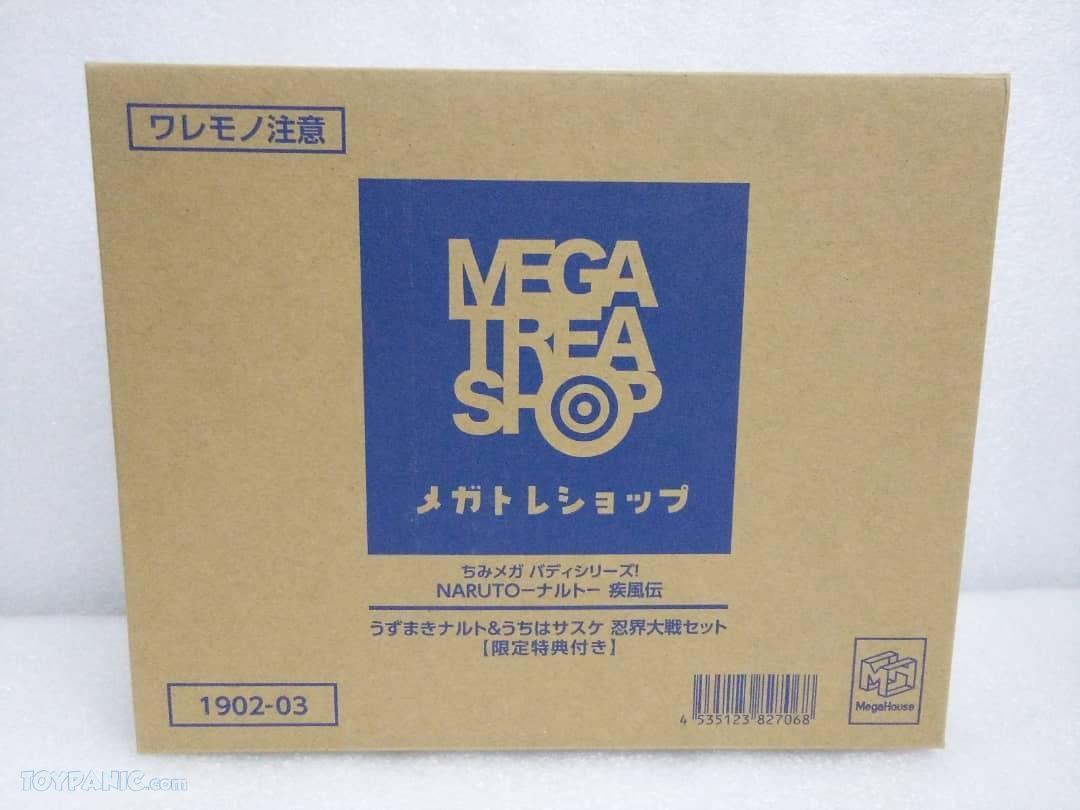 ワレモノ注意
MEGA
TREA
SHOP
メガトレショップ
ちみメガ バディシリーズ!
NARUTOーナルトー 疾風伝
うずまきナルト&うちはサスケ 忍界大戦セット
【限定特典付き】
1902-03
4 535123 827068
MegaHouse
TOYPANIC.com